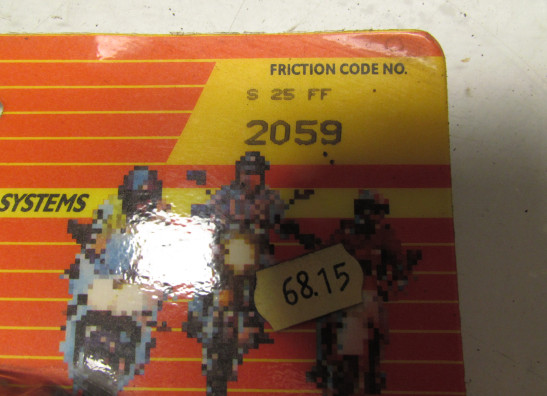 FRICTION CODE NO.
S 25 FF
2059
SYSTEMS
68.15